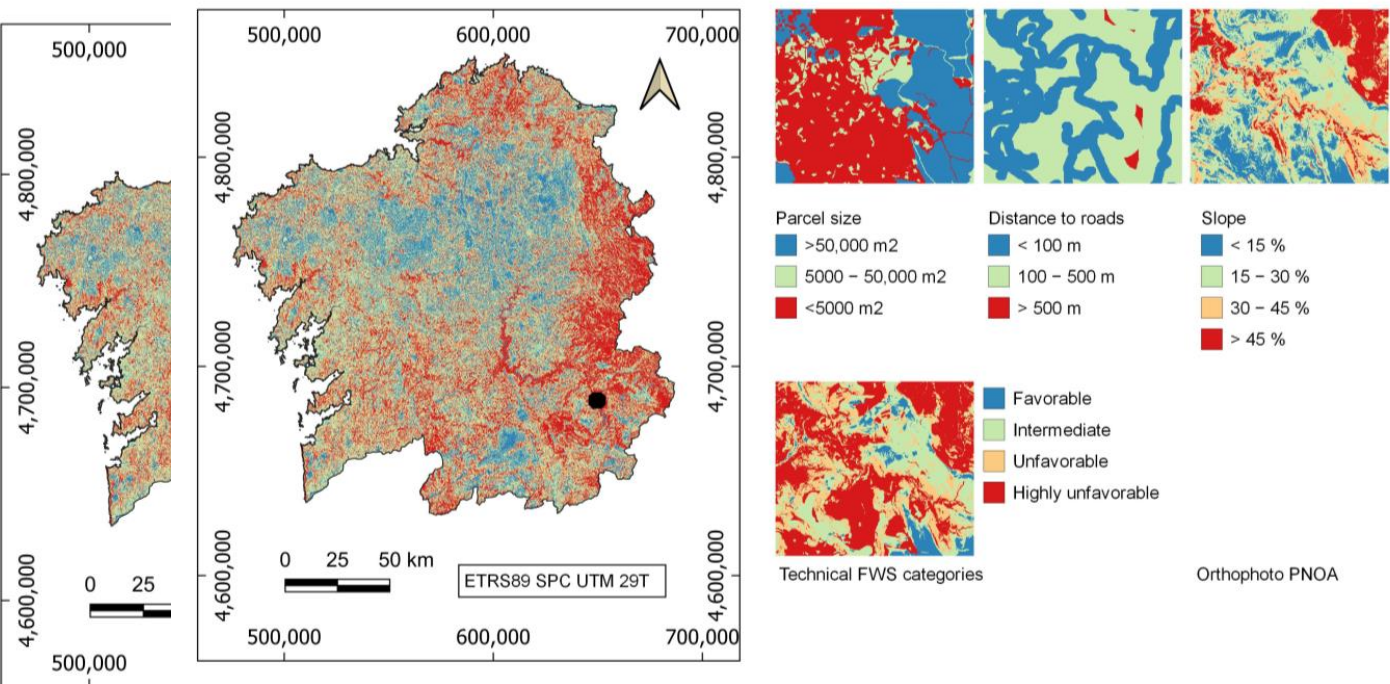 500,000
4,800,000
4,700,000
4,600,000
0 25
500,000
500,000 600,000 700,000
4,800,000 4,800,000
4,700,000 4,700,000
4,600,000 4,600,000
0 25 50 km
ETRS89 SPC UTM 29T
500,000 600,000 700,000
Parcel size
>50,000 m2
5000 – 50,000 m2
<5000 m2
Distance to roads
< 100 m
100 – 500 m
> 500 m
Slope
< 15 %
15 – 30 %
30 – 45 %
> 45 %
Favorable
Intermediate
Unfavorable
Highly unfavorable
Technical FWS categories
Orthophoto PNOA